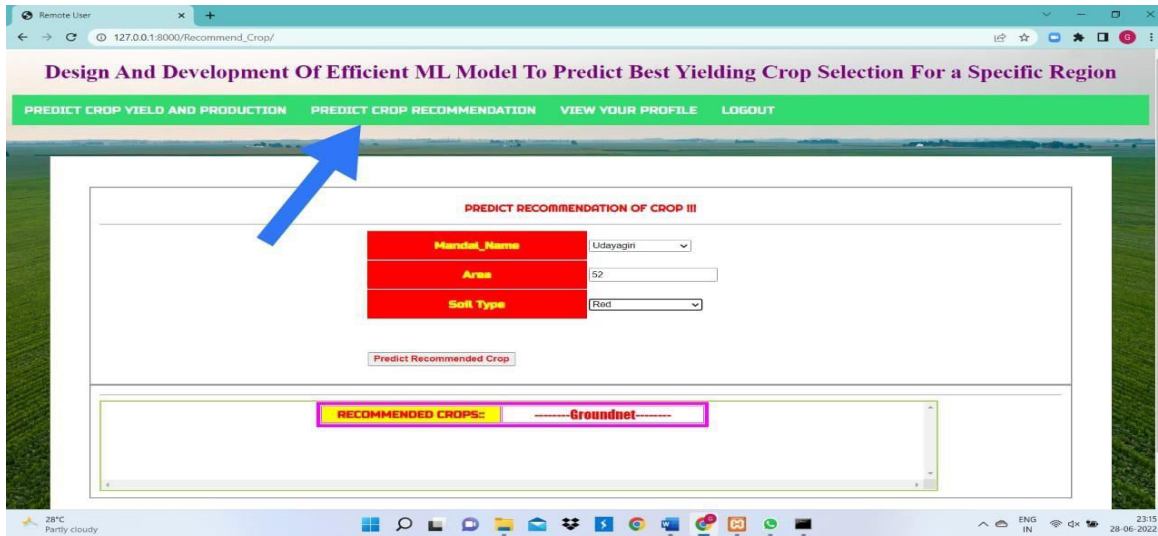 Remote User
127.0.0.1:8000/Recommend_Crop/
G
Design And Development Of Efficient ML Model To Predict Best Yielding Crop Selection For a Specific Region
PREDICT CROP YIELD AND PRODUCTION PREDICT CROP RECOMMENDATION VIEW YOUR PROFILE LOGOUT
PREDICT RECOMMENDATION OF CROP !!!
Mandal_Name Udayagiri
Area 52
Soil Type Red
Predict Recommended Crop
RECOMMENDED CROPS:: --------Groundnet--------
28°C
Partly cloudy
ENG
IN
23:15
28-06-2022